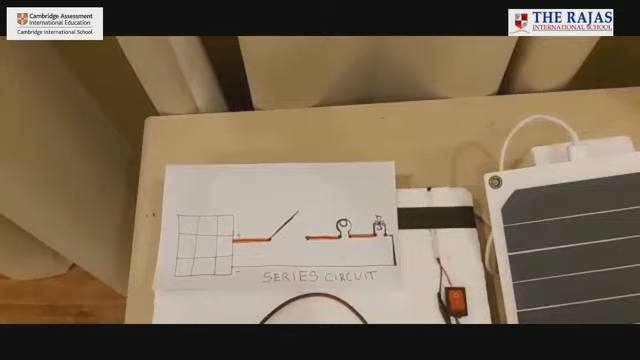 Cambridge Assessment
International Education
Cambridge International School
THE RAJAS
INTERNATIONAL SCHOOL
+
-
SERIES CIRCUIT